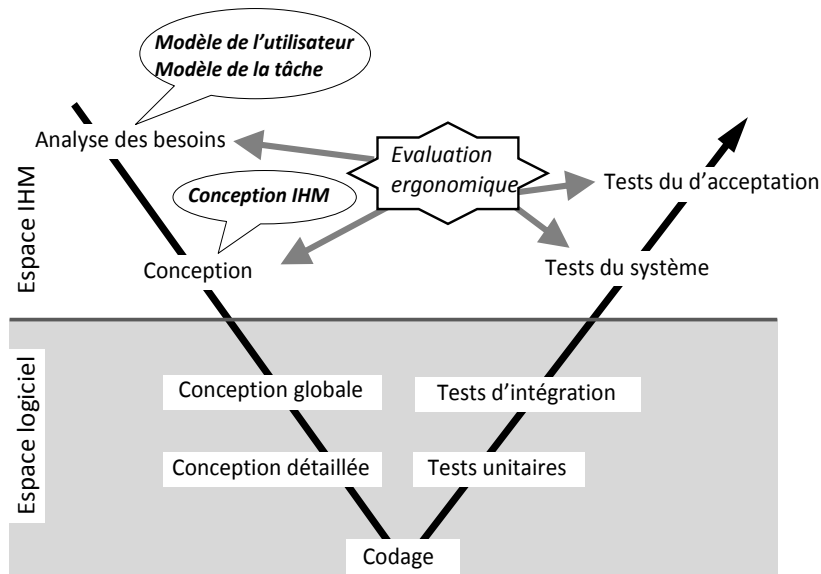 Modèle de l’utilisateur
Modèle de la tâche
Analyse des besoins
Evaluation
ergonomique
Tests du d’acceptation
Espace IHM
Conception IHM
Conception
Tests du système
Espace logiciel
Conception globale
Tests d’intégration
Conception détaillée
Tests unitaires
Codage